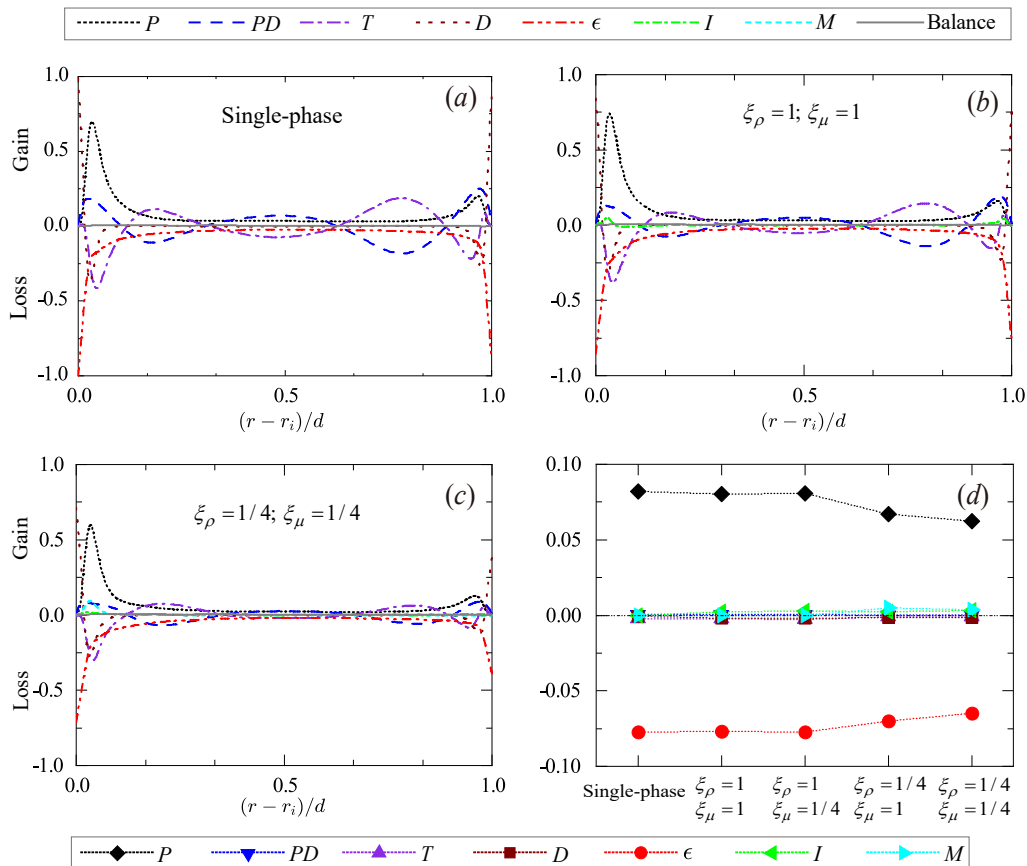 P PD T D ϵ I M Balance
(a)
Single-phase
Gain
Loss
1.0
0.5
0.0
-0.5
-1.0
0.0 0.5 1.0
(r − r_i)/d
(b)
ξ_ρ = 1; ξ_μ = 1
Gain
Loss
1.0
0.5
0.0
-0.5
-1.0
0.0 0.5 1.0
(r − r_i)/d
(c)
ξ_ρ = 1/4; ξ_μ = 1/4
Gain
Loss
1.0
0.5
0.0
-0.5
-1.0
0.0 0.5 1.0
(r − r_i)/d
(d)
0.10
0.05
0.00
-0.05
-0.10
Single-phase ξ_ρ = 1 ξ_ρ = 1 ξ_ρ = 1/4 ξ_ρ = 1/4
ξ_μ = 1 ξ_μ = 1/4 ξ_μ = 1 ξ_μ = 1/4
P PD T D ϵ I M